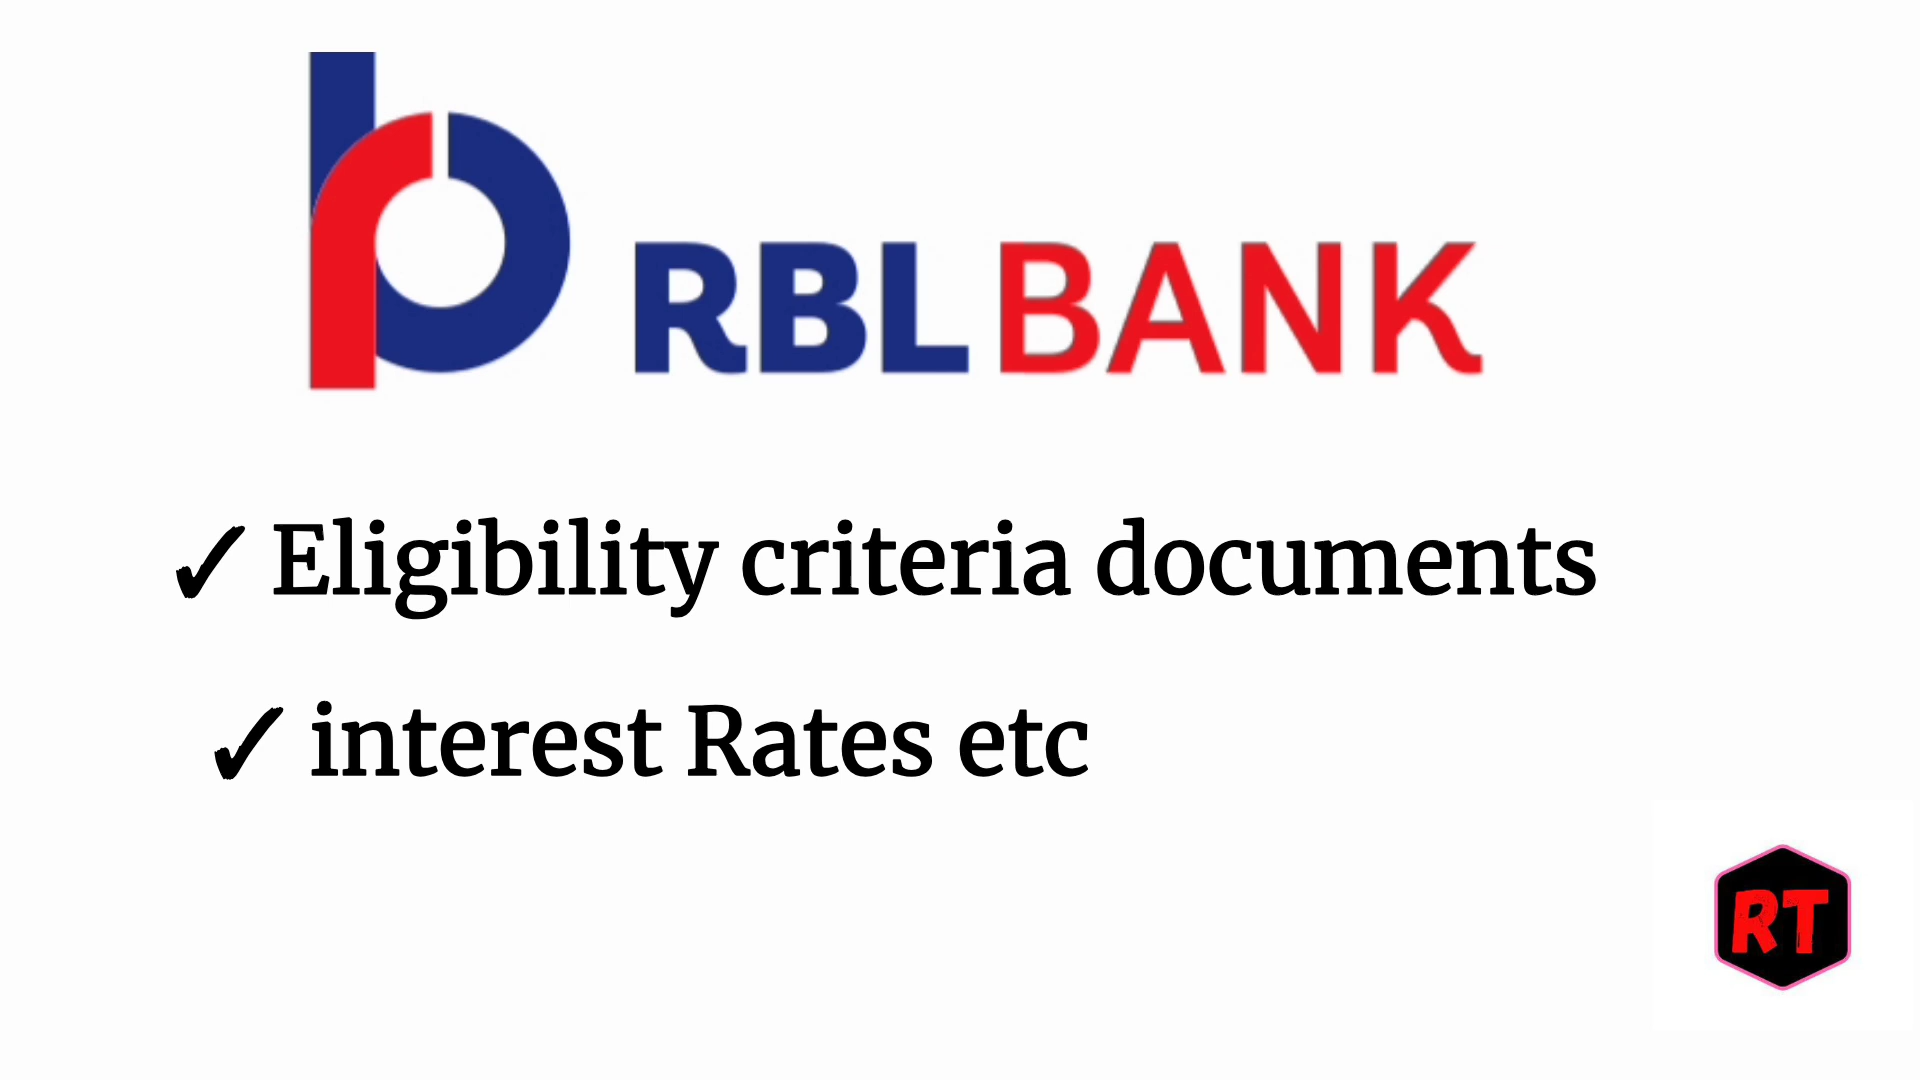 RBL BANK
✓ Eligibility criteria documents
✓ interest Rates etc
RT